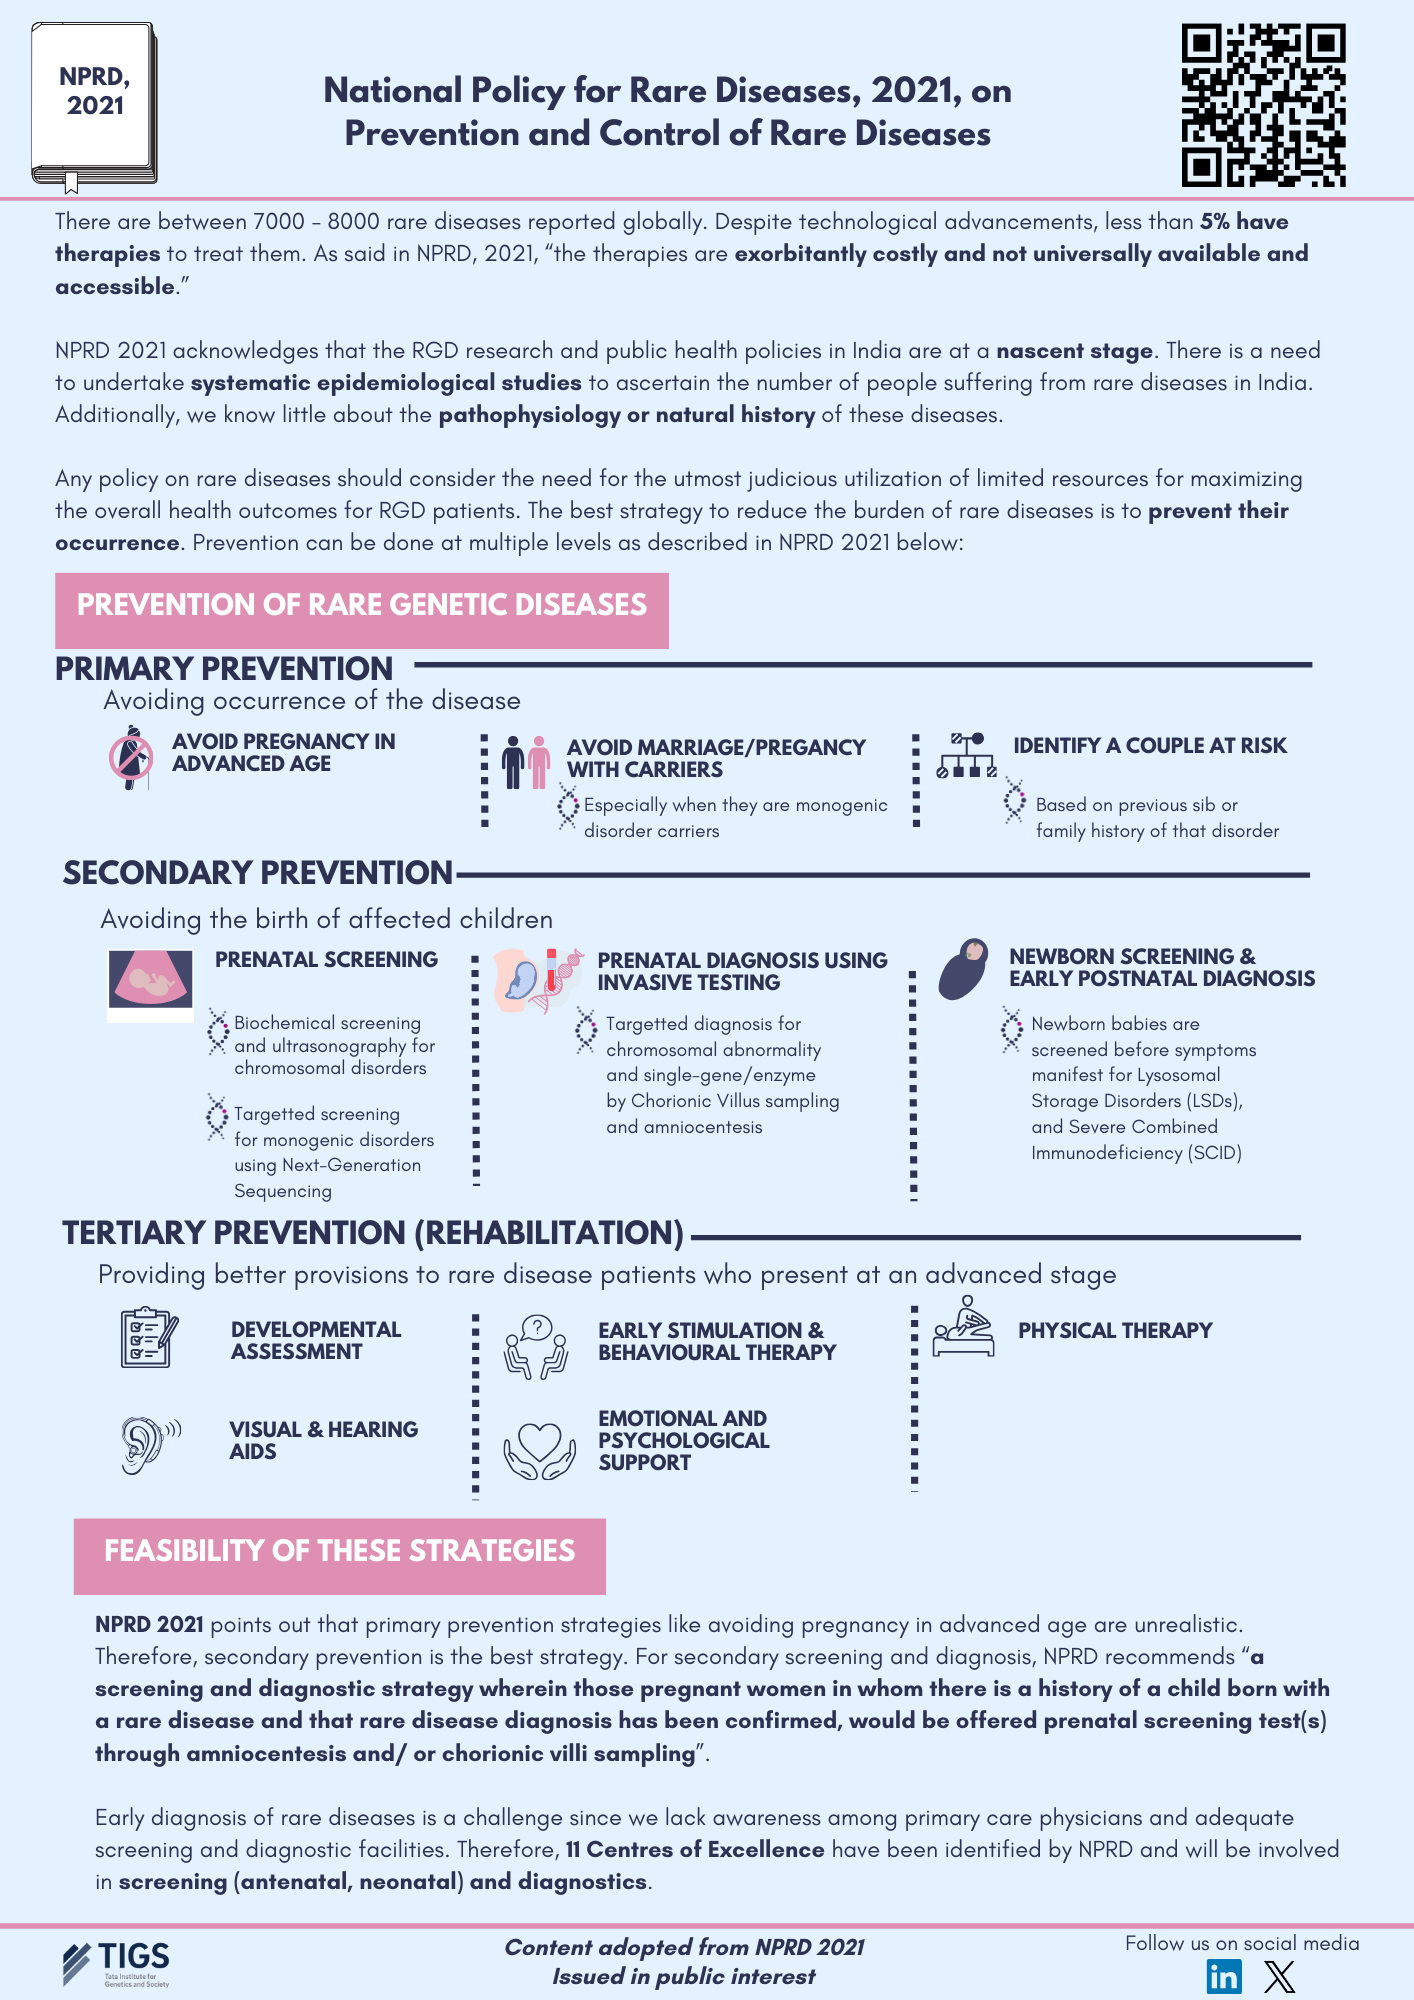 NPRD,
2021
National Policy for Rare Diseases, 2021, on
Prevention and Control of Rare Diseases
There are between 7000 - 8000 rare diseases reported globally. Despite technological advancements, less than 5% have
therapies to treat them. As said in NPRD, 2021, “the therapies are exorbitantly costly and not universally available and
accessible.”
NPRD 2021 acknowledges that the RGD research and public health policies in India are at a nascent stage. There is a need
to undertake systematic epidemiological studies to ascertain the number of people suffering from rare diseases in India.
Additionally, we know little about the pathophysiology or natural history of these diseases.
Any policy on rare diseases should consider the need for the utmost judicious utilization of limited resources for maximizing
the overall health outcomes for RGD patients. The best strategy to reduce the burden of rare diseases is to prevent their
occurrence. Prevention can be done at multiple levels as described in NPRD 2021 below:
PREVENTION OF RARE GENETIC DISEASES
PRIMARY PREVENTION
Avoiding occurrence of the disease
AVOID PREGNANCY IN
ADVANCED AGE
AVOID MARRIAGE/PREGANCY
WITH CARRIERS
Especially when they are monogenic
disorder carriers
IDENTIFY A COUPLE AT RISK
Based on previous sib or
family history of that disorder
SECONDARY PREVENTION
Avoiding the birth of affected children
PRENATAL SCREENING
Biochemical screening
and ultrasonography for
chromosomal disorders
Targetted screening
for monogenic disorders
using Next-Generation
Sequencing
PRENATAL DIAGNOSIS USING
INVASIVE TESTING
Targetted diagnosis for
chromosomal abnormality
and single-gene/enzyme
by Chorionic Villus sampling
and amniocentesis
NEWBORN SCREENING &
EARLY POSTNATAL DIAGNOSIS
Newborn babies are
screened before symptoms
manifest for Lysosomal
Storage Disorders (LSDs),
and Severe Combined
Immunodeficiency (SCID)
TERTIARY PREVENTION (REHABILITATION)
Providing better provisions to rare disease patients who present at an advanced stage
DEVELOPMENTAL
ASSESSMENT
EARLY STIMULATION &
BEHAVIOURAL THERAPY
PHYSICAL THERAPY
VISUAL & HEARING
AIDS
EMOTIONAL AND
PSYCHOLOGICAL
SUPPORT
FEASIBILITY OF THESE STRATEGIES
NPRD 2021 points out that primary prevention strategies like avoiding pregnancy in advanced age are unrealistic.
Therefore, secondary prevention is the best strategy. For secondary screening and diagnosis, NPRD recommends “a
screening and diagnostic strategy wherein those pregnant women in whom there is a history of a child born with
a rare disease and that rare disease diagnosis has been confirmed, would be offered prenatal screening test(s)
through amniocentesis and/ or chorionic villi sampling”.
Early diagnosis of rare diseases is a challenge since we lack awareness among primary care physicians and adequate
screening and diagnostic facilities. Therefore, 11 Centres of Excellence have been identified by NPRD and will be involved
in screening (antenatal, neonatal) and diagnostics.
TIGS
Tata Institute for
Genetics and Society
Content adopted from NPRD 2021
Issued in public interest
Follow us on social media
in